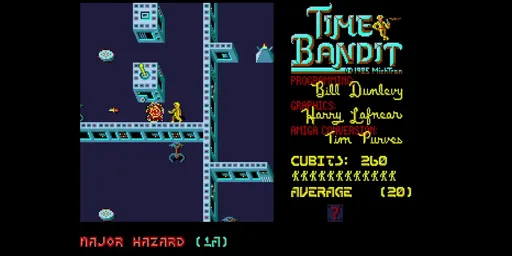 TIME
BANDIT
©1985 MichTron
PROGRAMMING:
Bill Dunlevy
GRAPHICS:
Harry Lafnear
AMIGA CONVERSION:
Tim Purves
CUBITS: 260
AVERAGE (20)
?
MAJOR HAZARD (1A)